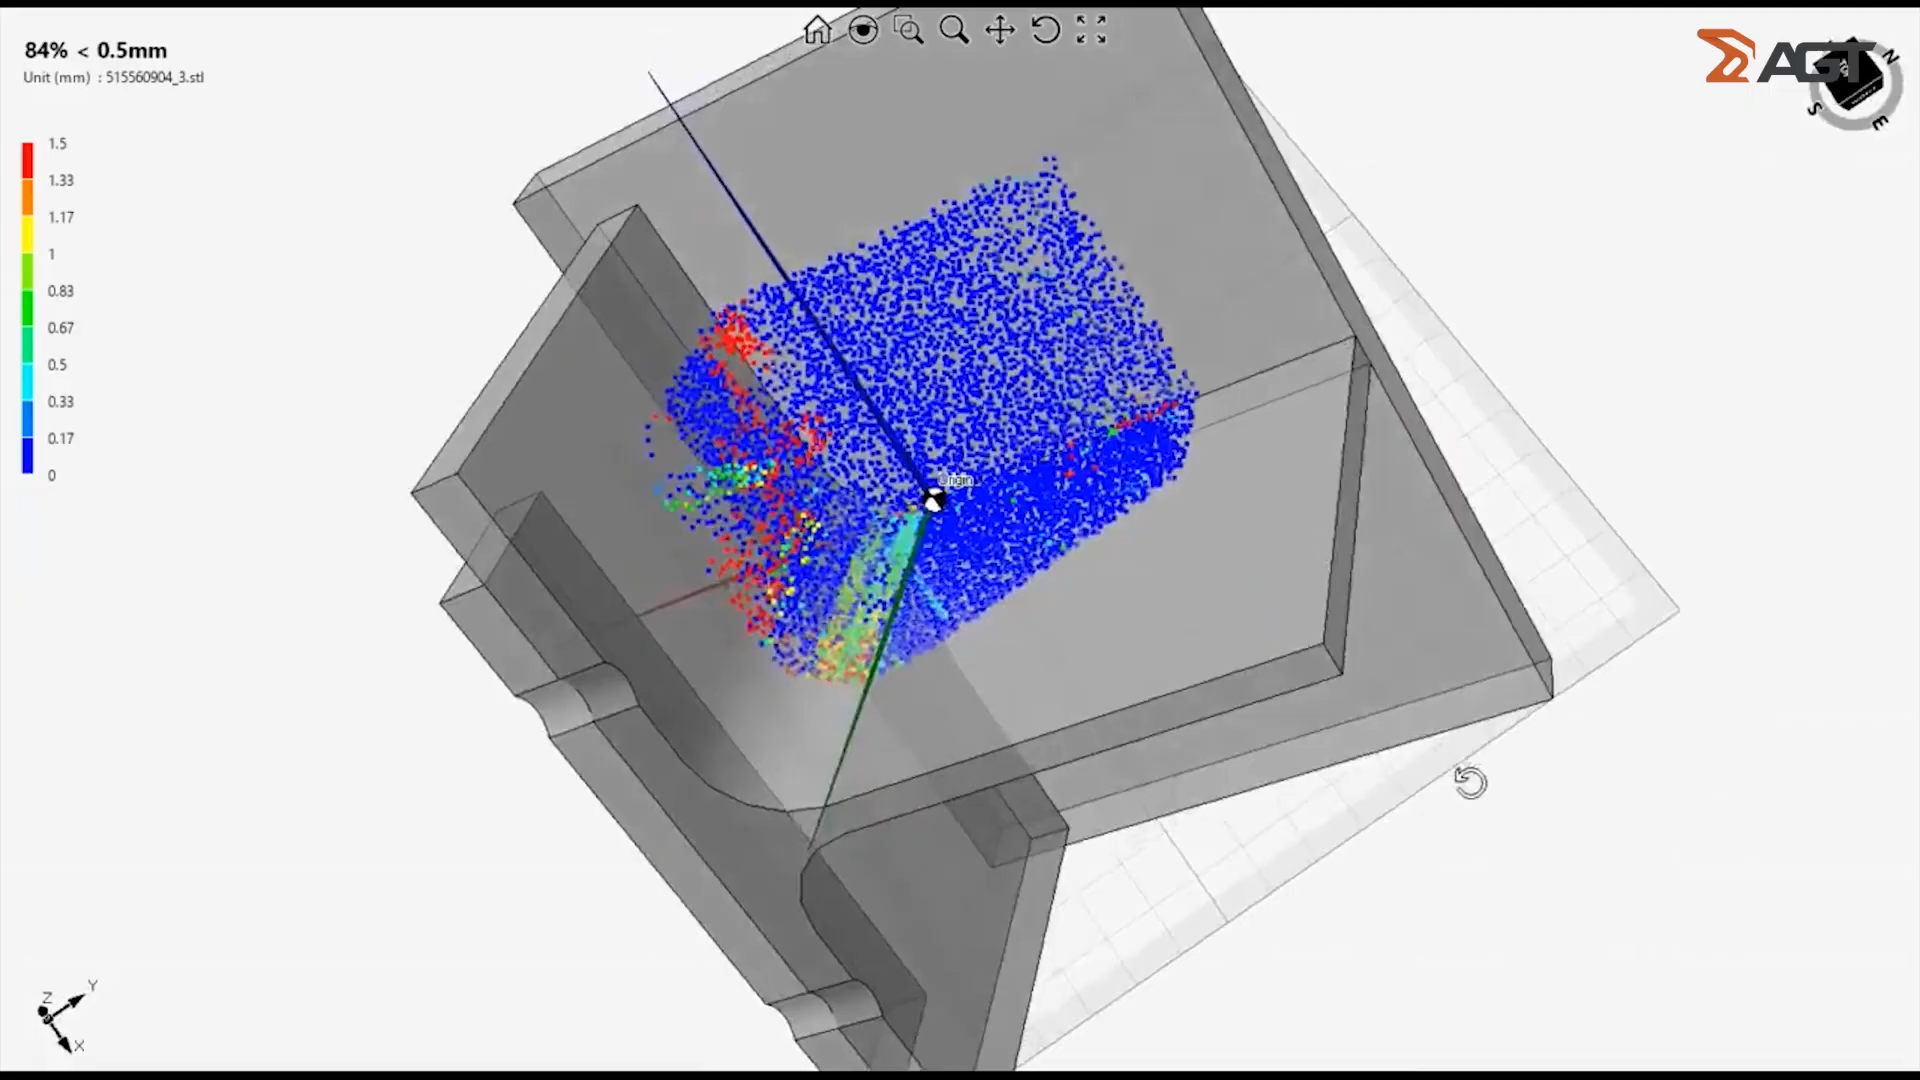 84% < 0.5mm
Unit (mm) : 515560904_3.stl
AGT
N
S
E
1.5
1.33
1.17
1
0.83
0.67
0.5
0.33
0.17
0
Origin
Z
Y
X